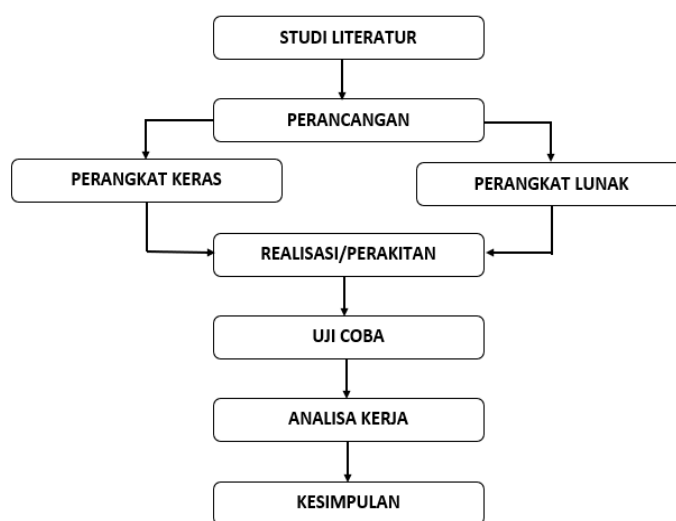 STUDI LITERATUR
PERANCANGAN
PERANGKAT KERAS
PERANGKAT LUNAK
REALISASI/PERAKITAN
UJI COBA
ANALISA KERJA
KESIMPULAN